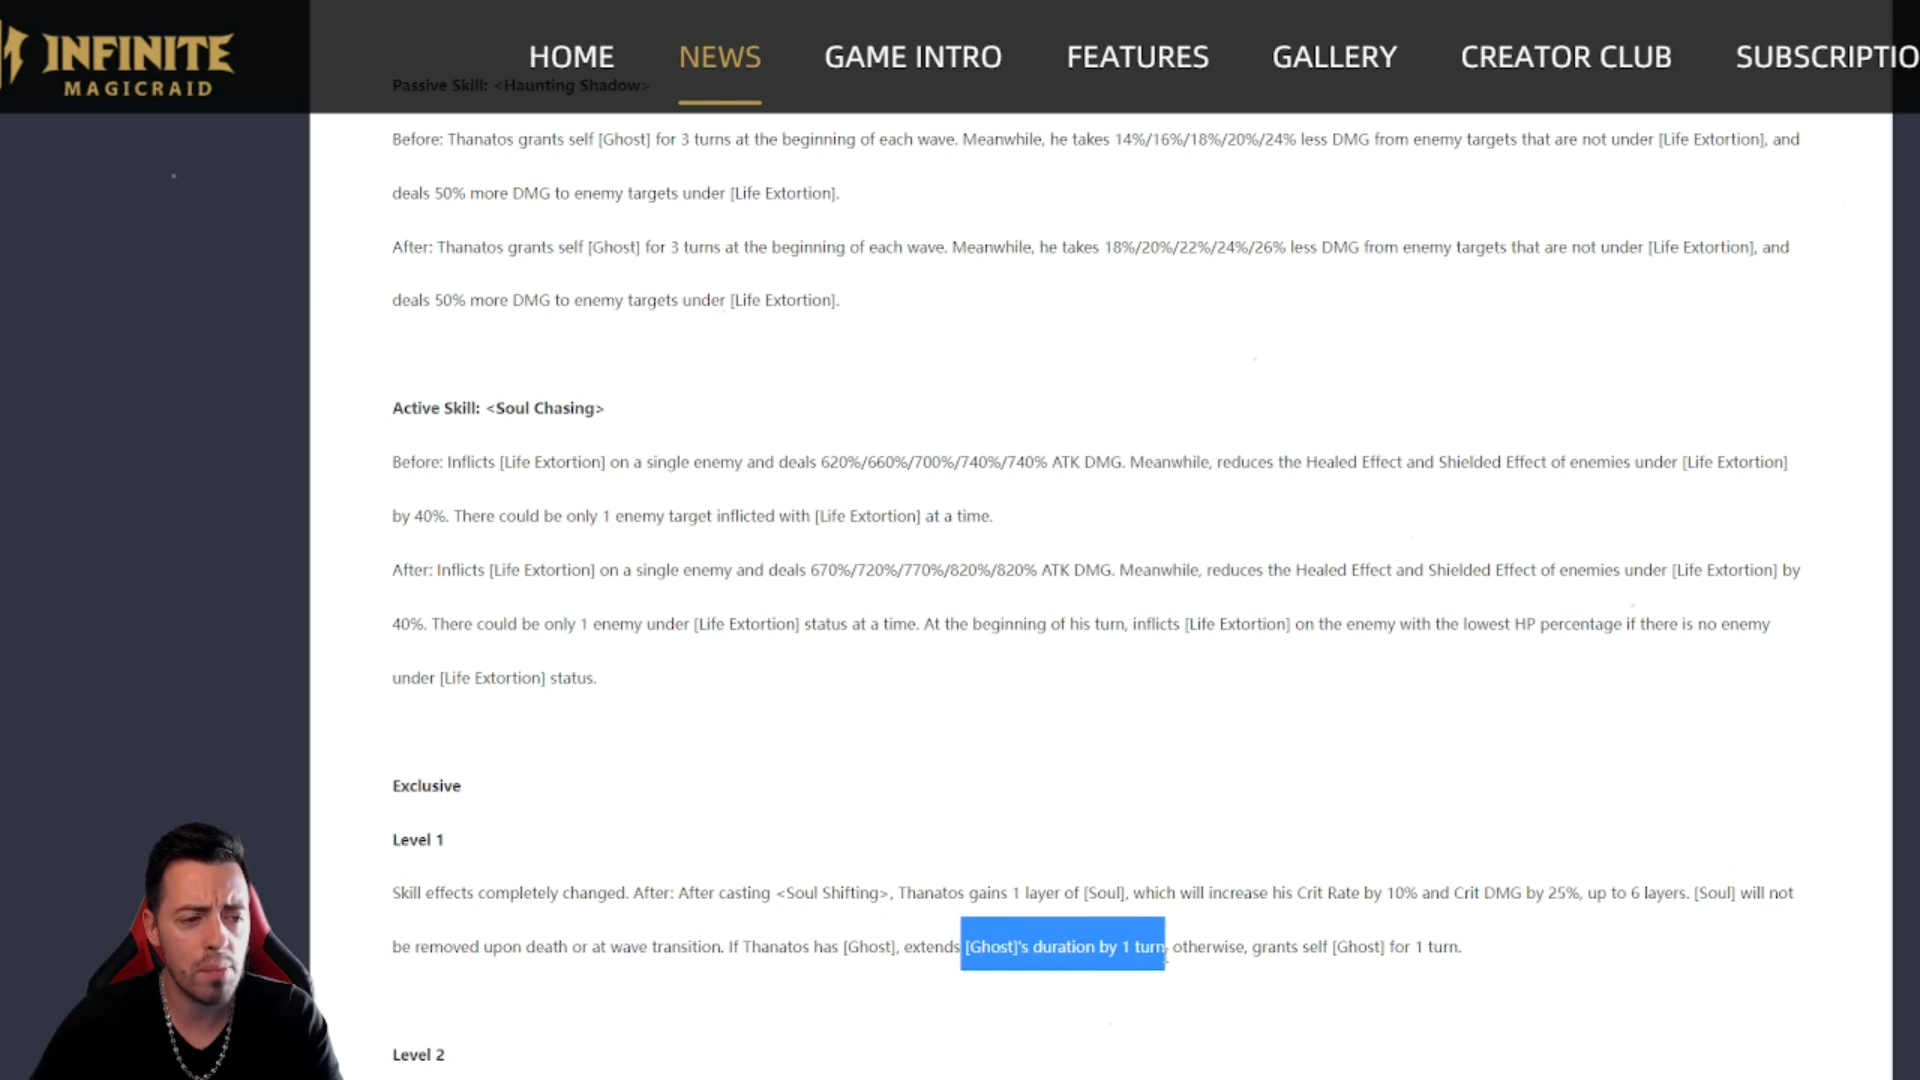 INFINITE
MAGICRAID
HOME
NEWS
GAME INTRO
FEATURES
GALLERY
CREATOR CLUB
SUBSCRIPTIO
Passive Skill: <Haunting Shadow>
Before: Thanatos grants self [Ghost] for 3 turns at the beginning of each wave. Meanwhile, he takes 14%/16%/18%/20%/24% less DMG from enemy targets that are not under [Life Extortion], and
deals 50% more DMG to enemy targets under [Life Extortion].
After: Thanatos grants self [Ghost] for 3 turns at the beginning of each wave. Meanwhile, he takes 18%/20%/22%/24%/26% less DMG from enemy targets that are not under [Life Extortion], and
deals 50% more DMG to enemy targets under [Life Extortion].
Active Skill: <Soul Chasing>
Before: Inflicts [Life Extortion] on a single enemy and deals 620%/660%/700%/740%/740% ATK DMG. Meanwhile, reduces the Healed Effect and Shielded Effect of enemies under [Life Extortion]
by 40%. There could be only 1 enemy target inflicted with [Life Extortion] at a time.
After: Inflicts [Life Extortion] on a single enemy and deals 670%/720%/770%/820%/820% ATK DMG. Meanwhile, reduces the Healed Effect and Shielded Effect of enemies under [Life Extortion] by
40%. There could be only 1 enemy under [Life Extortion] status at a time. At the beginning of his turn, inflicts [Life Extortion] on the enemy with the lowest HP percentage if there is no enemy
under [Life Extortion] status.
Exclusive
Level 1
Skill effects completely changed. After: After casting <Soul Shifting>, Thanatos gains 1 layer of [Soul], which will increase his Crit Rate by 10% and Crit DMG by 25%, up to 6 layers. [Soul] will not
be removed upon death or at wave transition. If Thanatos has [Ghost], extends [Ghost]'s duration by 1 turn; otherwise, grants self [Ghost] for 1 turn.
Level 2